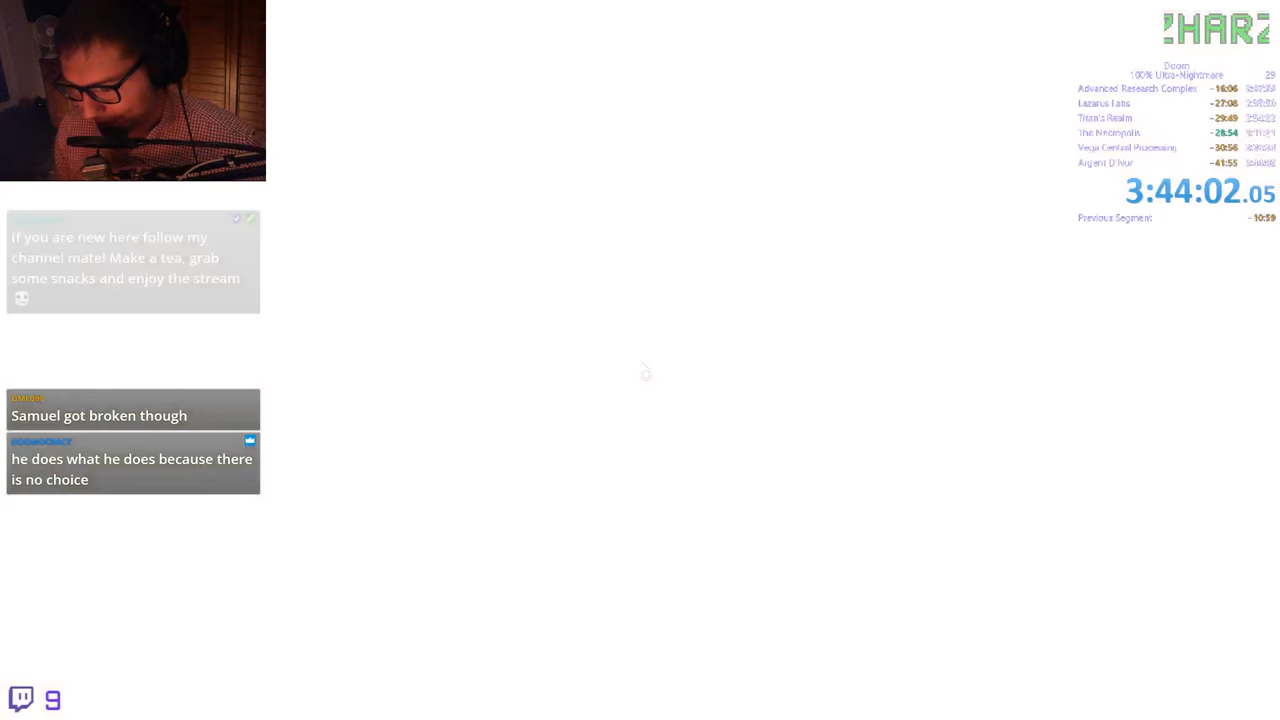 ZHARZ
Doom
100% Ultra-Nightmare 29
Advanced Research Complex -16:06
Lazarus Labs -27:08
Titan's Realm -29:49
The Necropolis -28:54
Vega Central Processing -30:56
Argent D'Nur -41:55
3:44:02.05
Previous Segment -10:59
If you are new here follow my
channel mate! Make a tea, grab
some snacks and enjoy the stream
Samuel got broken though
he does what he does because there
is no choice
9